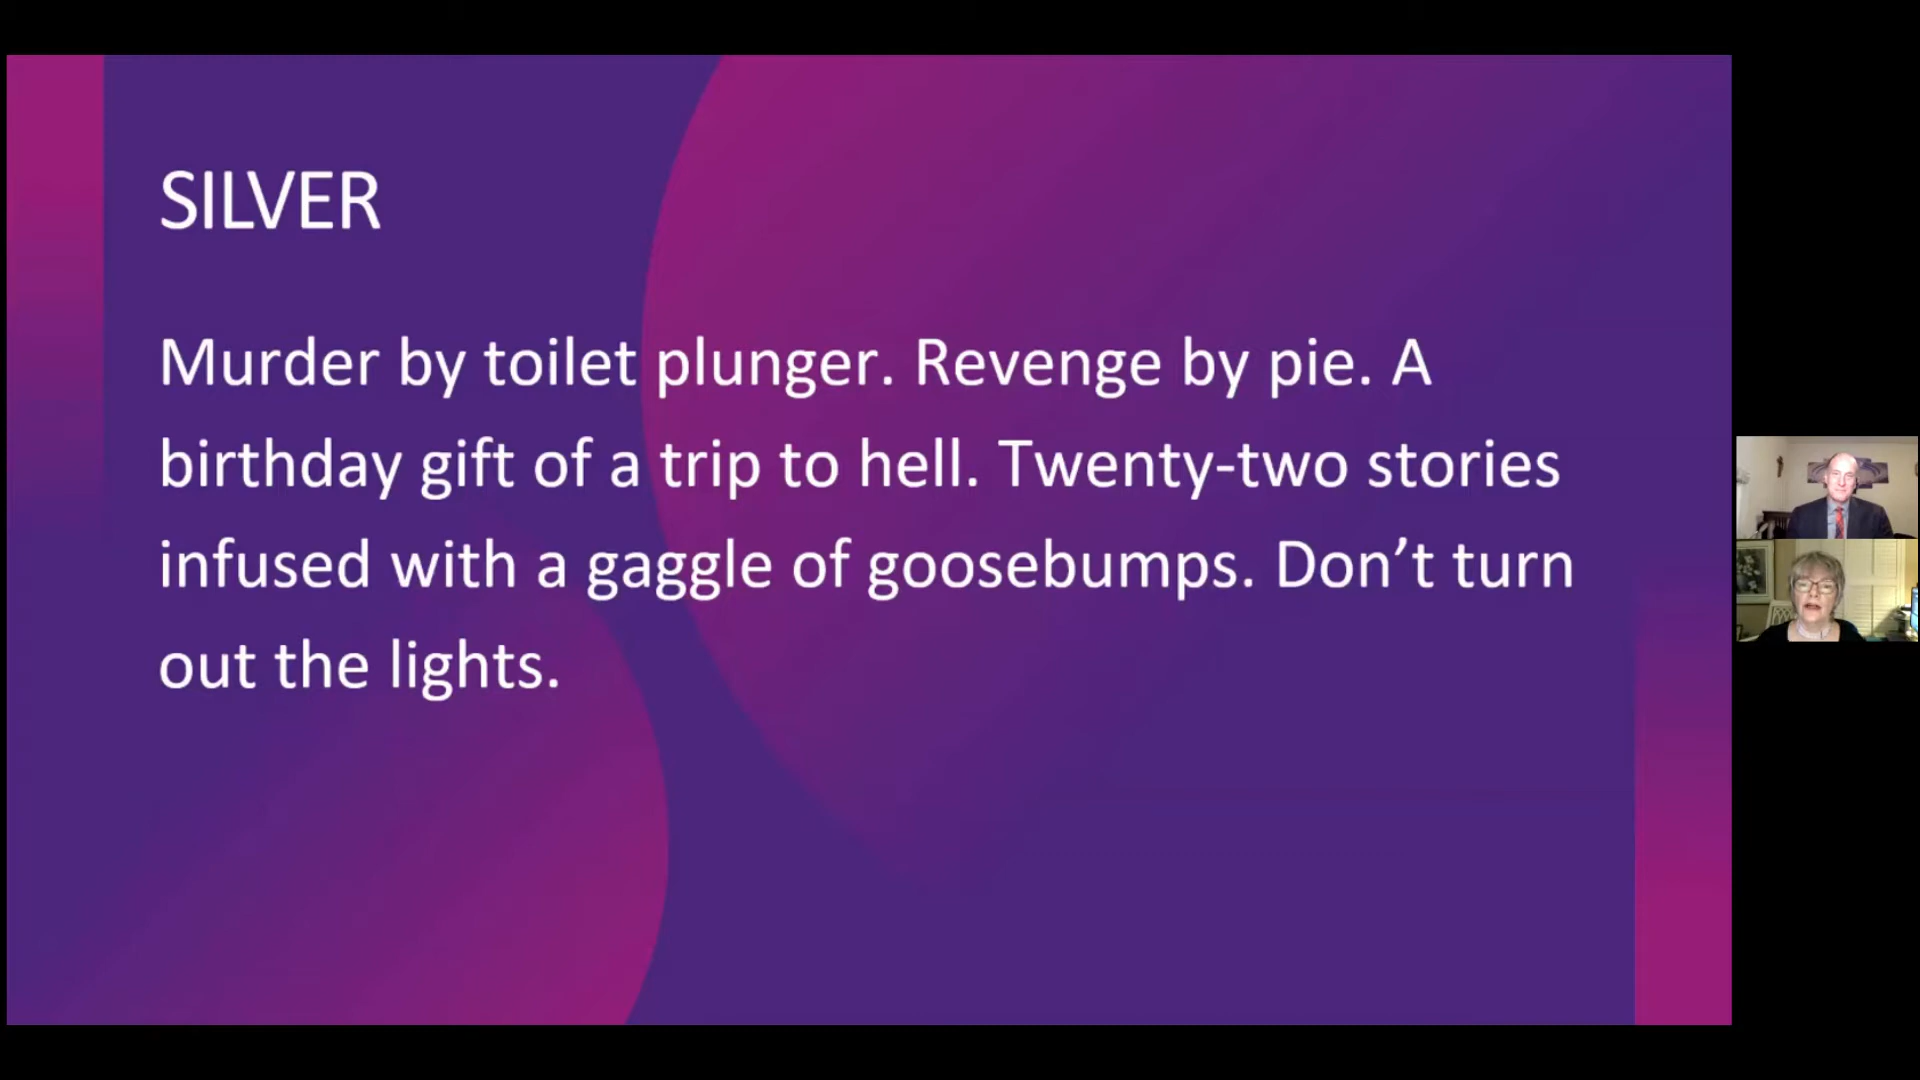 SILVER
Murder by toilet plunger. Revenge by pie. A
birthday gift of a trip to hell. Twenty-two stories
infused with a gaggle of goosebumps. Don’t turn
out the lights.